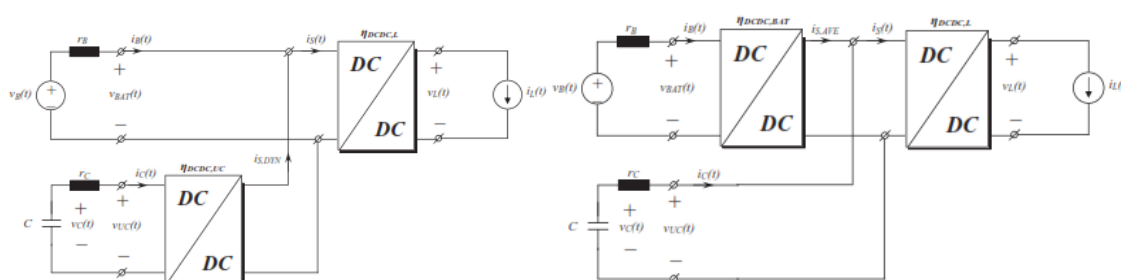 η_DCDC,L
r_B i_B(t) i_S(t)
DC
+ + +
v_B(t) v_BAT(t) v_L(t) i_L(t)
− − −
DC
η_DCDC,UC i_S,DYN
r_C i_C(t)
DC
+ +
C v_C(t) v_UC(t)
− −
DC
η_DCDC,BAT η_DCDC,L
r_B i_B(t) i_S,AVE i_S(t)
DC DC
+ + +
v_B(t) v_BAT(t) v_L(t) i_L(t)
− − −
DC DC
r_C i_C(t)
+ +
C v_C(t) v_UC(t)
− −